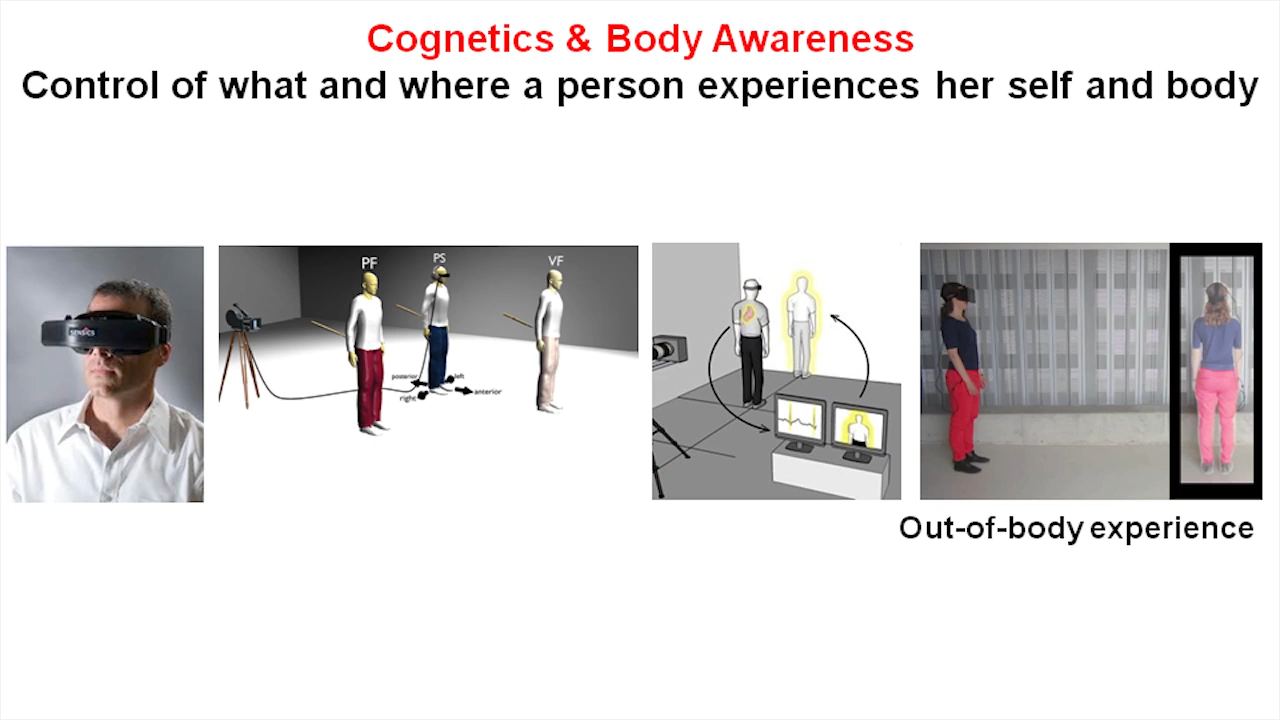 Cognetics & Body Awareness
Control of what and where a person experiences her self and body
SENSICS
PF
PS
VF
posterior
left
right
anterior
Out-of-body experience